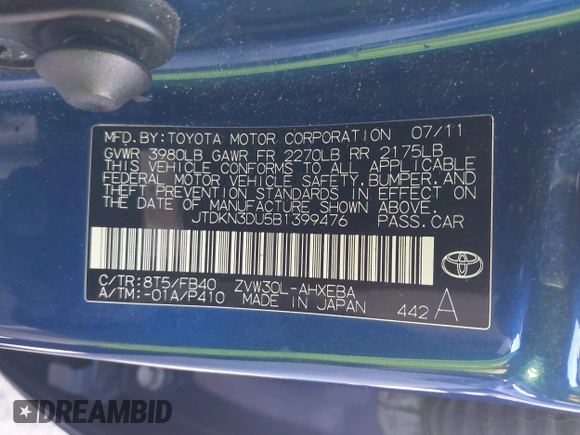 MFD. BY: TOYOTA MOTOR CORPORATION 07/11
GVWR 3980LB GAWR FR 2270LB RR 2175LB
THIS VEHICLE CONFORMS TO ALL APPLICABLE
FEDERAL MOTOR VEHICLE SAFETY, BUMPER, AND
THEFT PREVENTION STANDARDS IN EFFECT ON
THE DATE OF MANUFACTURE SHOWN ABOVE.
JTDKN3DU5B1399476 PASS. CAR
C/TR: 8T5/FB40 ZVW30L-AHXEBA
A/TM: -01A/P410 MADE IN JAPAN 442 A
DREAMBID